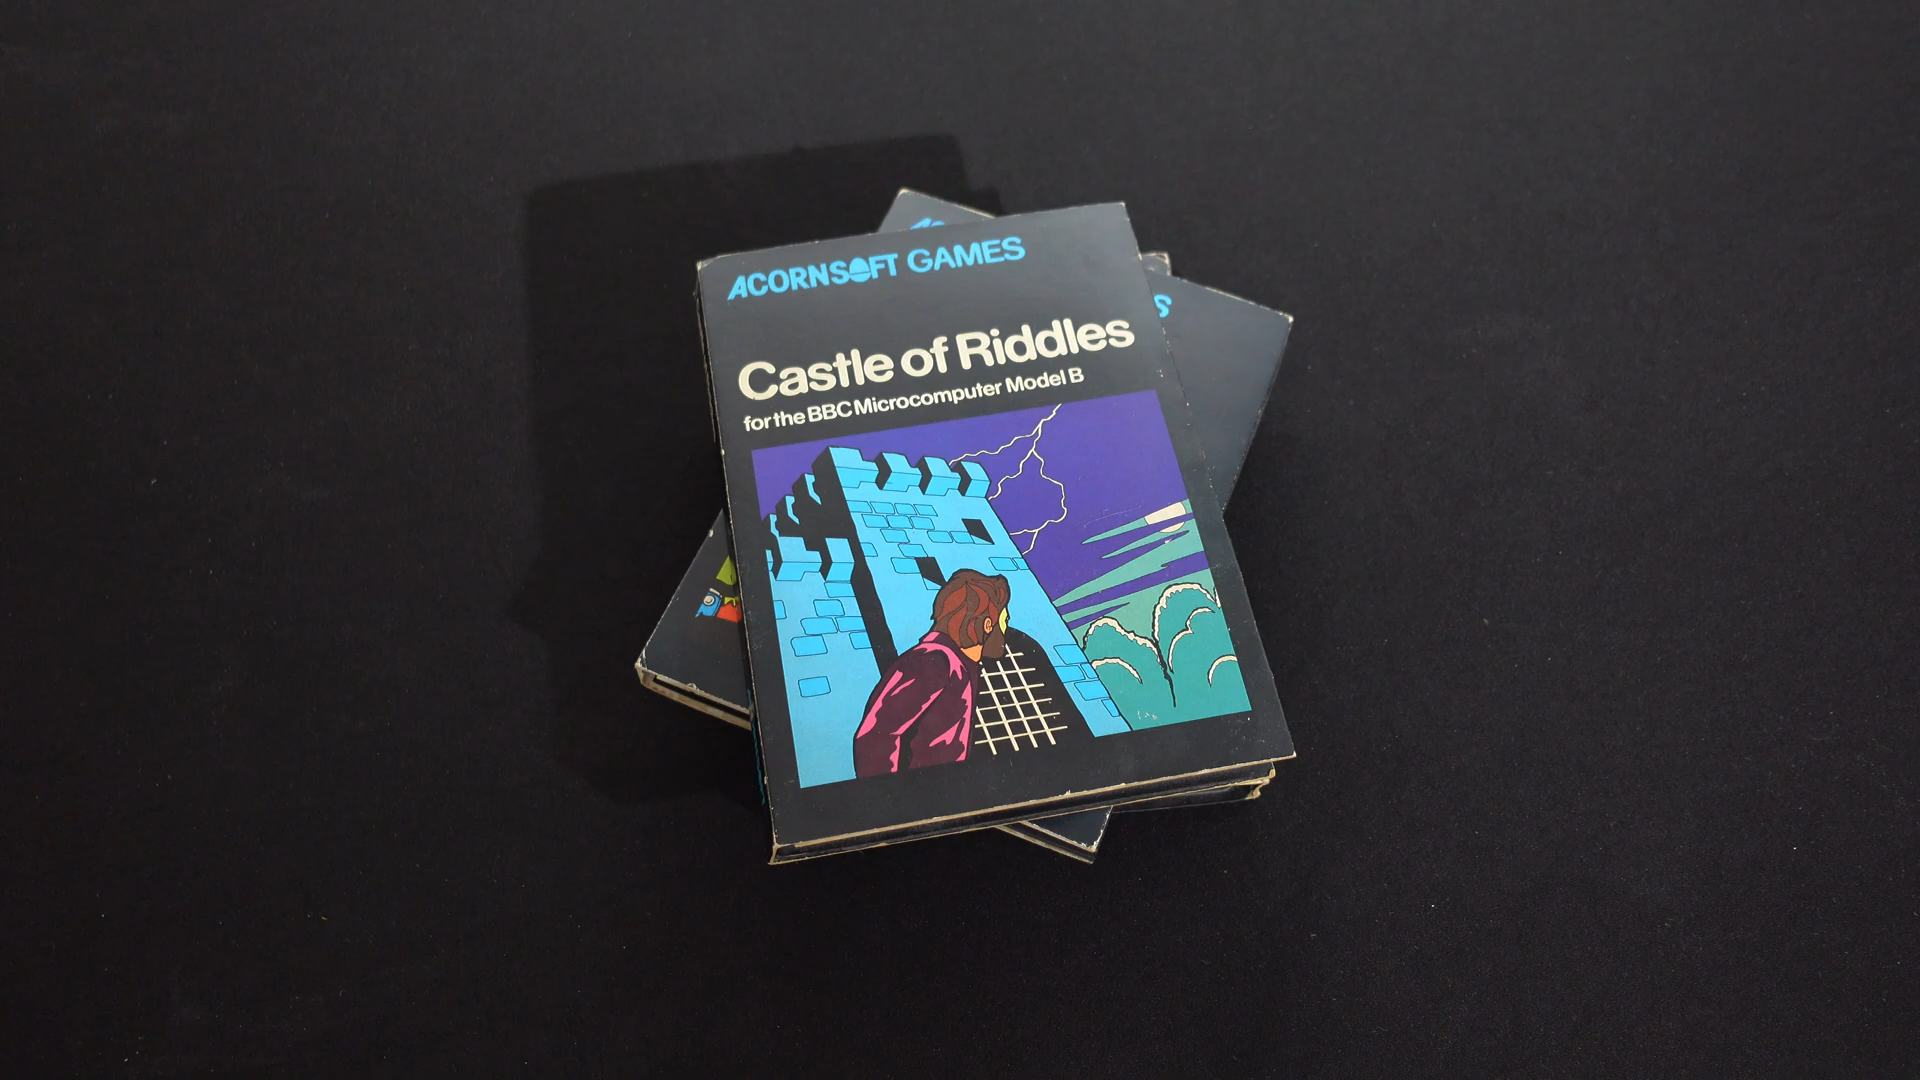 ACORNSOFT GAMES
Castle of Riddles
for the BBC Microcomputer Model B